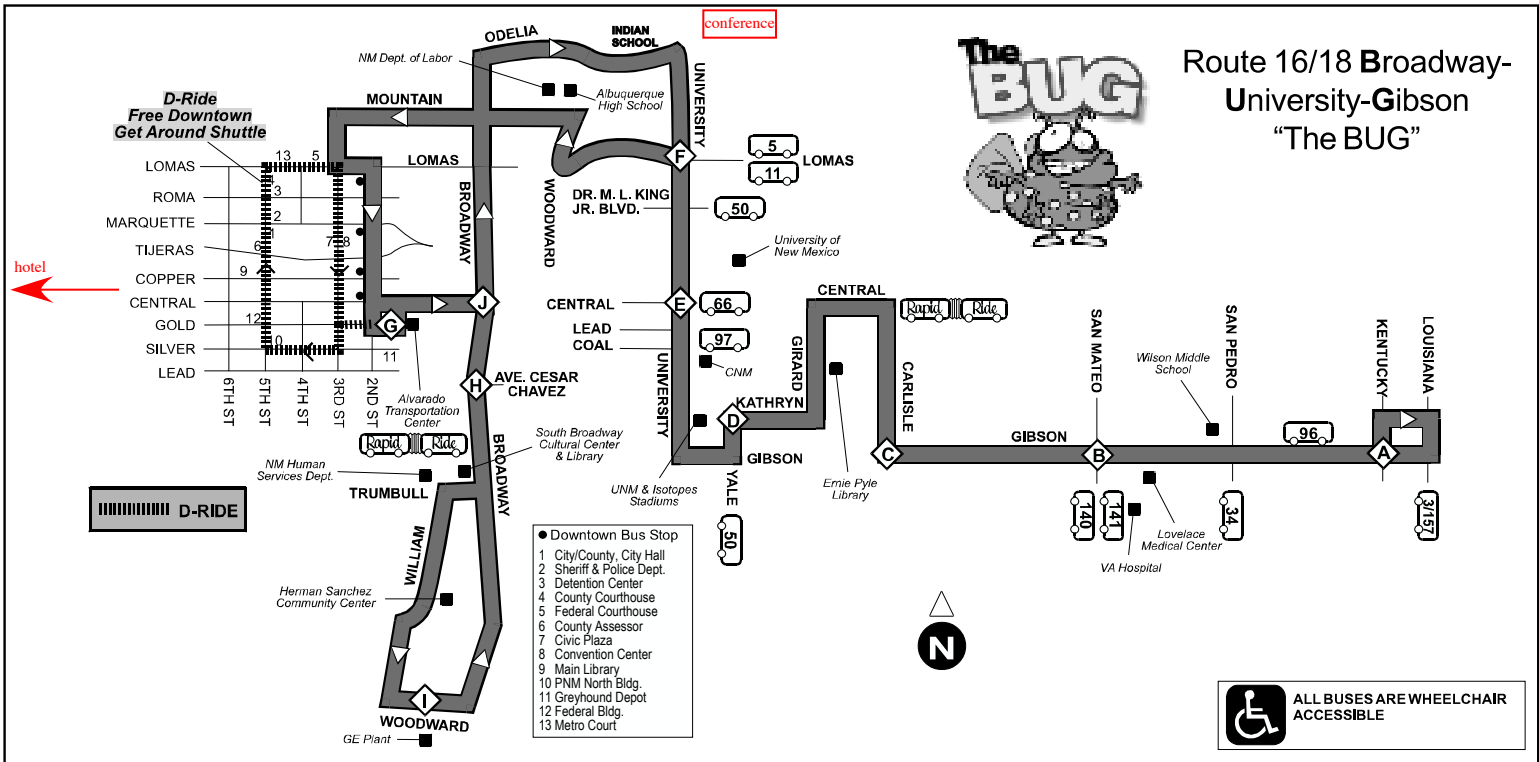 conference
The
BUG
Route 16/18 Broadway-
University-Gibson
“The BUG”
ODELIA
INDIAN
SCHOOL
NM Dept. of Labor
Albuquerque
High School
UNIVERSITY
MOUNTAIN
D-Ride
Free Downtown
Get Around Shuttle
13
5
LOMAS
LOMAS
F
5
LOMAS
11
4
3
ROMA
BROADWAY
WOODWARD
DR. M. L. KING
JR. BLVD.
50
MARQUETTE
2
1
TIJERAS
6
7
8
University of
New Mexico
hotel
COPPER
9
CENTRAL
J
CENTRAL
E
66
CENTRAL
Rapid Ride
GOLD
12
G
LEAD
COAL
97
SILVER
10
11
LEAD
CNM
6TH ST
5TH ST
4TH ST
3RD ST
2ND ST
H
AVE. CESAR
CHAVEZ
Alvarado
Transportation
Center
UNIVERSITY
D
KATHRYN
GIRARD
CARLISLE
SAN MATEO
SAN PEDRO
KENTUCKY
LOUISIANA
Wilson Middle
School
Rapid Ride
South Broadway
Cultural Center
& Library
BROADWAY
NM Human
Services Dept.
TRUMBULL
GIBSON
YALE
50
UNM & Isotopes
Stadiums
Ernie Pyle
Library
C
GIBSON
B
96
A
140
141
34
3/157
Lovelace
Medical Center
VA Hospital
D-RIDE
WILLIAM
Herman Sanchez
Community Center
I
WOODWARD
GE Plant
Downtown Bus Stop
1 City/County, City Hall
2 Sheriff & Police Dept.
3 Detention Center
4 County Courthouse
5 Federal Courthouse
6 County Assessor
7 Civic Plaza
8 Convention Center
9 Main Library
10 PNM North Bldg.
11 Greyhound Depot
12 Federal Bldg.
13 Metro Court
N
ALL BUSES ARE WHEELCHAIR
ACCESSIBLE